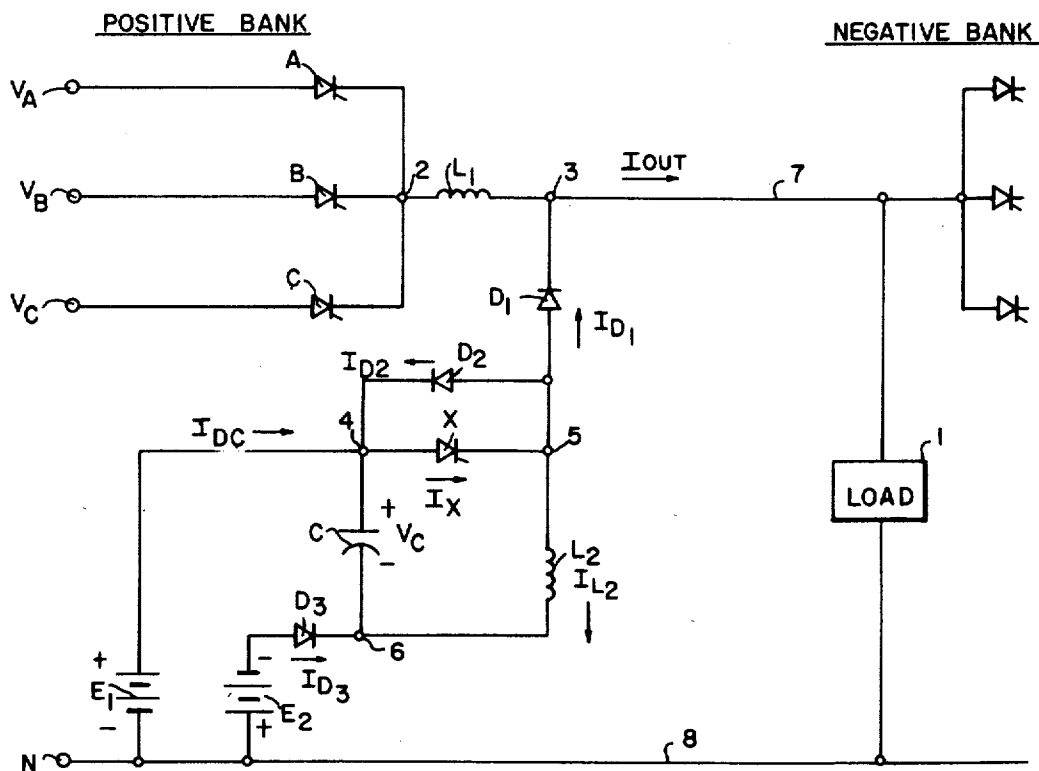 POSITIVE BANK
NEGATIVE BANK
A
VA
B
VB
2
L1
3
IOUT
7
C
VC
D1
ID1
ID2
D2
X
IDC
4
5
1
IX
LOAD
+
C
VC
-
L2
IL2
D3
6
+
-
ID3
E1
E2
-
+
8
N